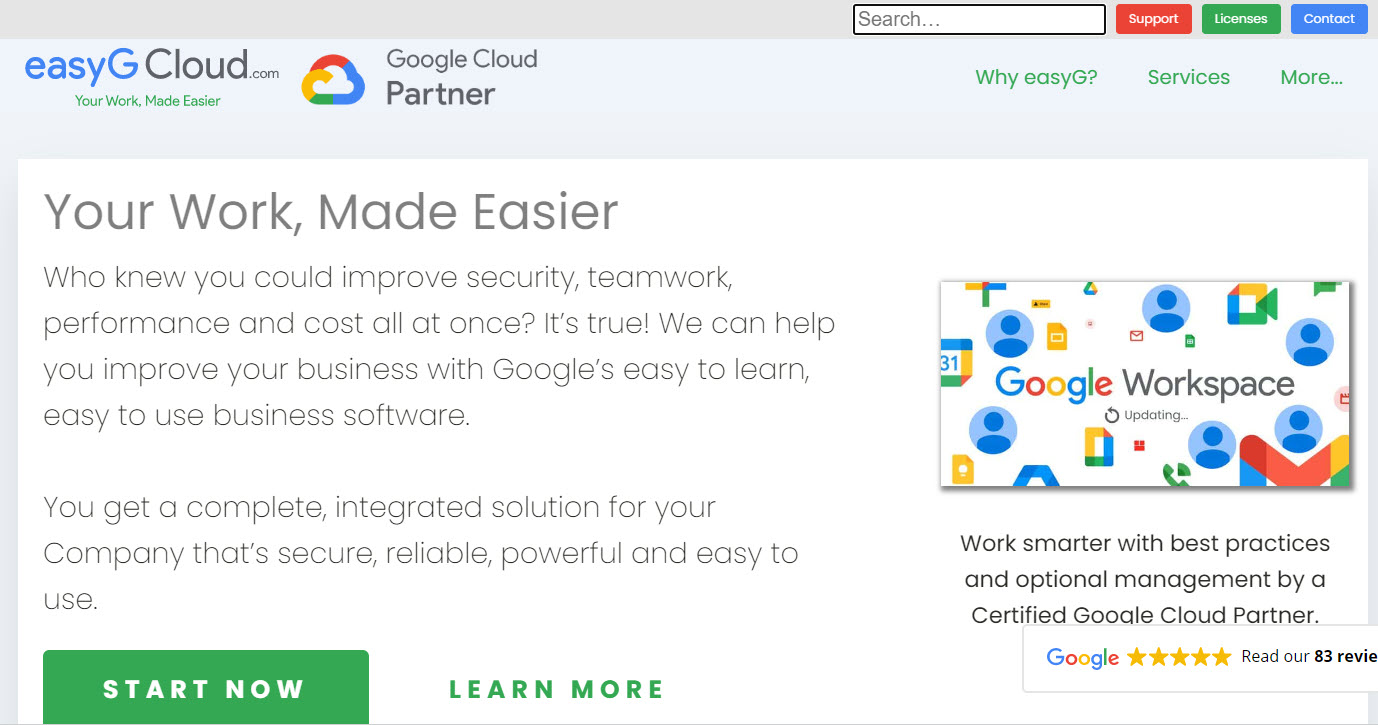 Search...
Support
Licenses
Contact
easyG Cloud.com
Your Work, Made Easier
Google Cloud
Partner
Why easyG?
Services
More...
Your Work, Made Easier
Who knew you could improve security, teamwork,
performance and cost all at once? It’s true! We can help
you improve your business with Google’s easy to learn,
easy to use business software.
You get a complete, integrated solution for your
Company that’s secure, reliable, powerful and easy to
use.
START NOW
LEARN MORE
31
Google Workspace
Updating...
Work smarter with best practices
and optional management by a
Certified Google Cloud Partner.
Google
Read our 83 revie